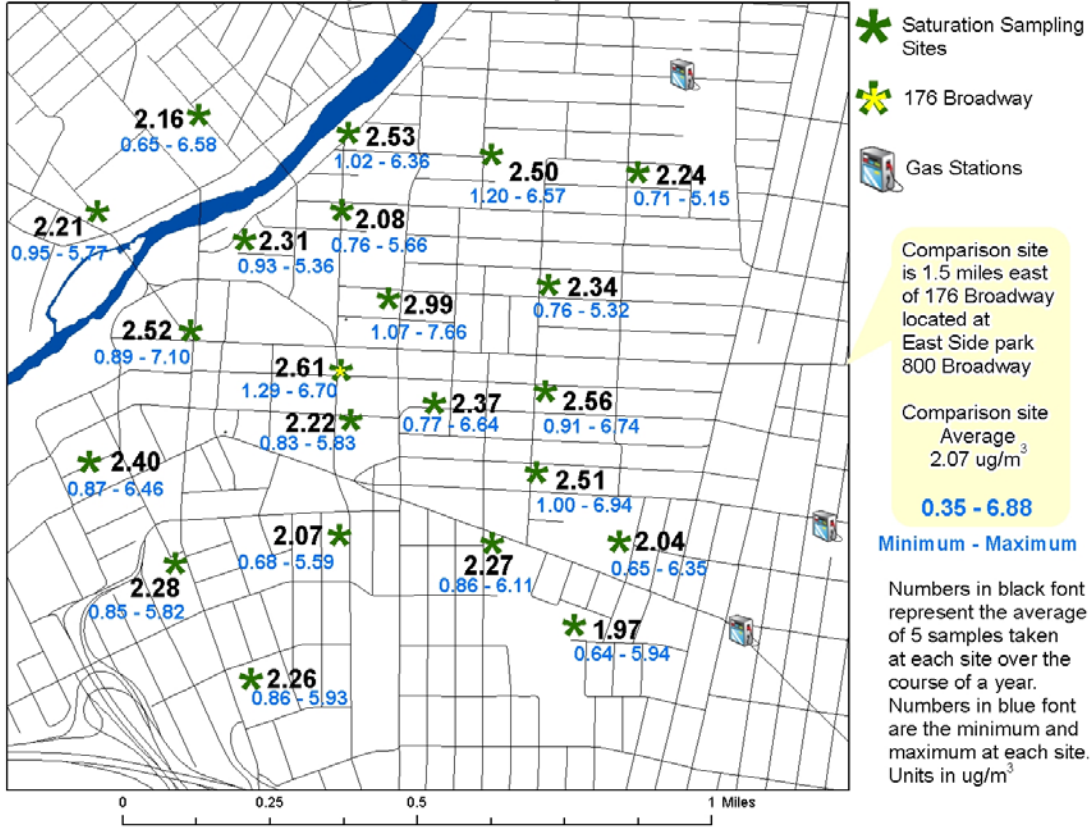 Saturation Sampling
Sites
176 Broadway
Gas Stations
2.16
0.65 - 6.58
2.53
1.02 - 6.36
2.50
1.20 - 6.57
2.24
0.71 - 5.15
2.21
0.95 - 5.77
2.31
0.93 - 5.36
2.08
0.76 - 5.66
2.34
0.76 - 5.32
2.99
1.07 - 7.66
2.52
0.89 - 7.10
2.61
1.29 - 6.70
2.22
0.83 - 5.83
2.37
0.77 - 6.64
2.56
0.91 - 6.74
2.40
0.87 - 6.46
2.51
1.00 - 6.94
2.07
0.68 - 5.59
2.27
0.86 - 6.11
2.04
0.65 - 6.35
2.28
0.85 - 5.82
1.97
0.64 - 5.94
2.26
0.86 - 5.93
Comparison site
is 1.5 miles east
of 176 Broadway
located at
East Side park
800 Broadway
Comparison site
Average
2.07 ug/m³
0.35 - 6.88
Minimum - Maximum
Numbers in black font
represent the average
of 5 samples taken
at each site over the
course of a year.
Numbers in blue font
are the minimum and
maximum at each site.
Units in ug/m³
0 0.25 0.5 1 Miles